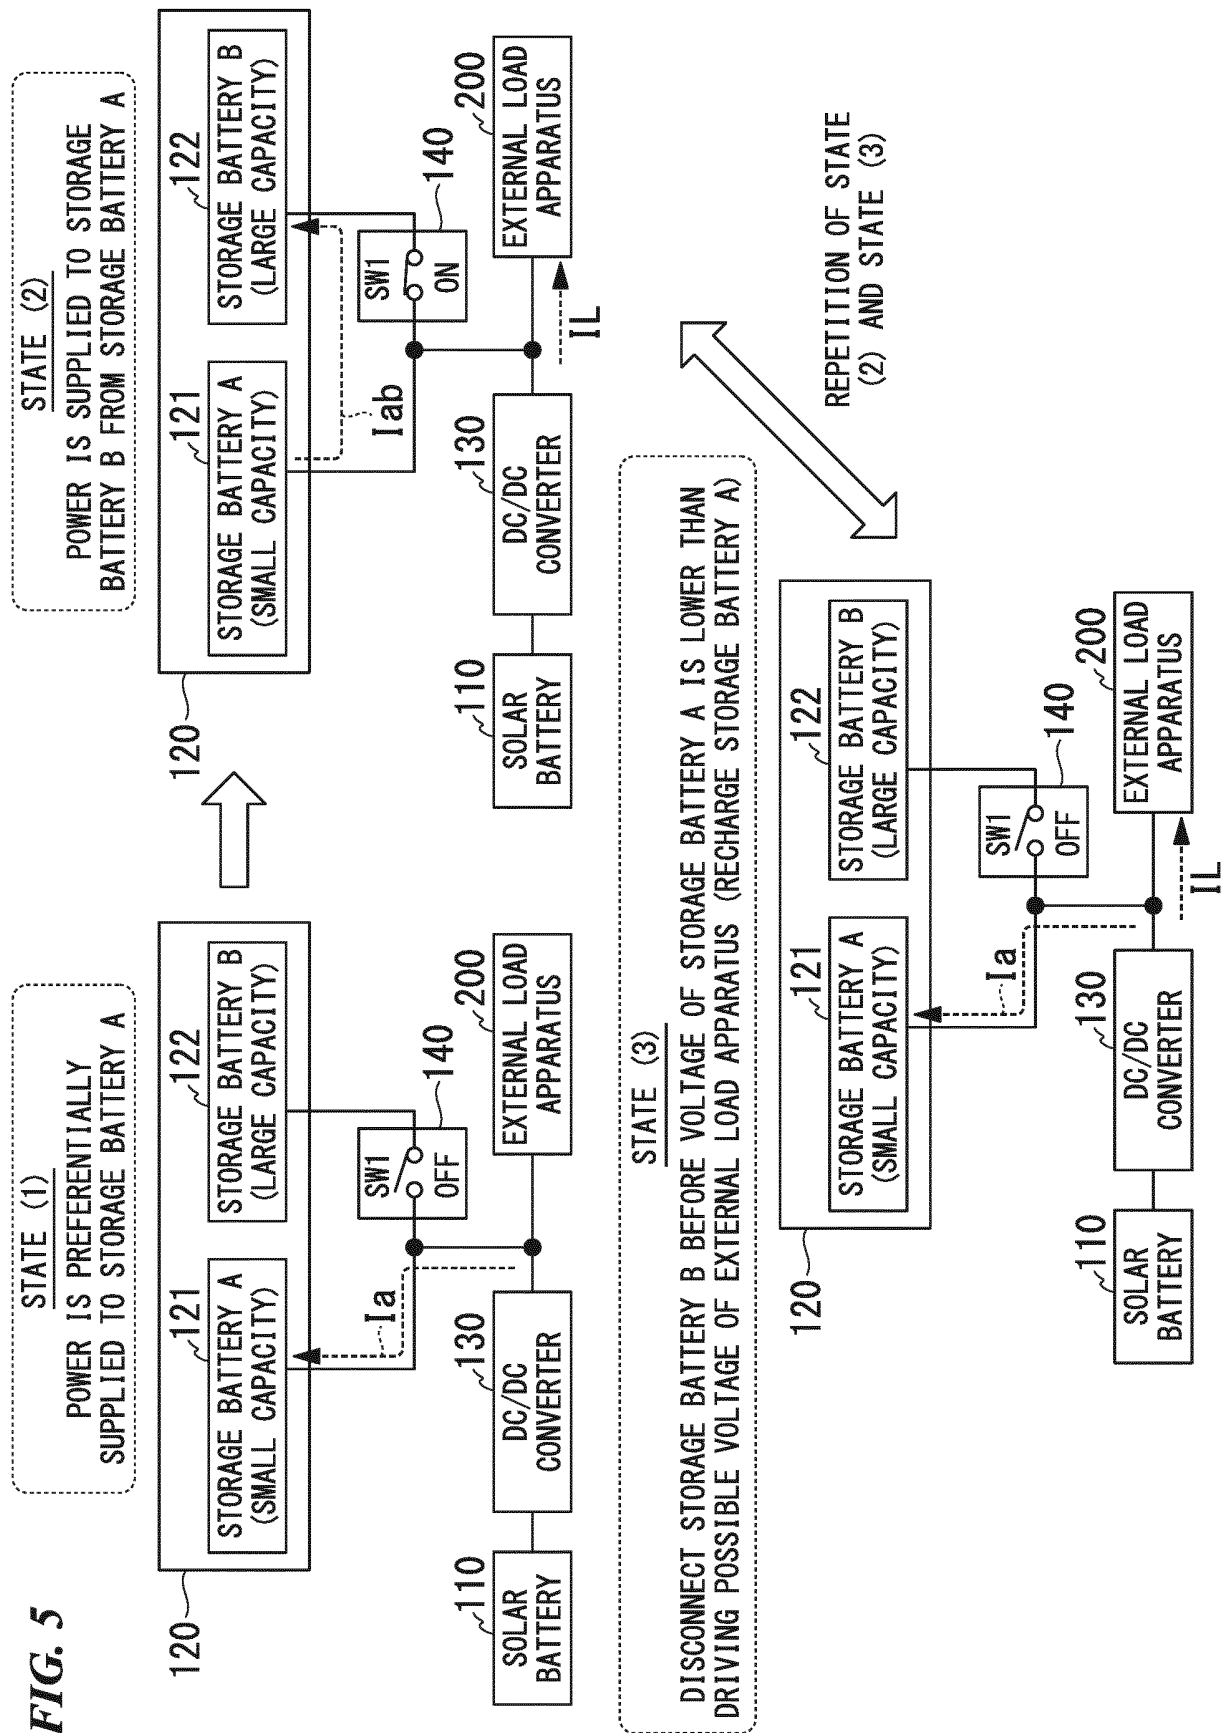 FIG. 5
STATE (1)
POWER IS PREFERENTIALLY
SUPPLIED TO STORAGE BATTERY A
120
121
STORAGE BATTERY A
(SMALL CAPACITY)
122
STORAGE BATTERY B
(LARGE CAPACITY)
Ia
SW1
OFF
140
110
SOLAR
BATTERY
130
DC/DC
CONVERTER
200
EXTERNAL LOAD
APPARATUS
STATE (2)
POWER IS SUPPLIED TO STORAGE
BATTERY B FROM STORAGE BATTERY A
120
121
STORAGE BATTERY A
(SMALL CAPACITY)
122
STORAGE BATTERY B
(LARGE CAPACITY)
Iab
SW1
ON
140
110
SOLAR
BATTERY
130
DC/DC
CONVERTER
200
EXTERNAL LOAD
APPARATUS
IL
STATE (3)
DISCONNECT STORAGE BATTERY B BEFORE VOLTAGE OF STORAGE BATTERY A IS LOWER THAN
DRIVING POSSIBLE VOLTAGE OF EXTERNAL LOAD APPARATUS (RECHARGE STORAGE BATTERY A)
REPETITION OF STATE
(2) AND STATE (3)
120
121
STORAGE BATTERY A
(SMALL CAPACITY)
122
STORAGE BATTERY B
(LARGE CAPACITY)
Ia
SW1
OFF
140
110
SOLAR
BATTERY
130
DC/DC
CONVERTER
200
EXTERNAL LOAD
APPARATUS
IL